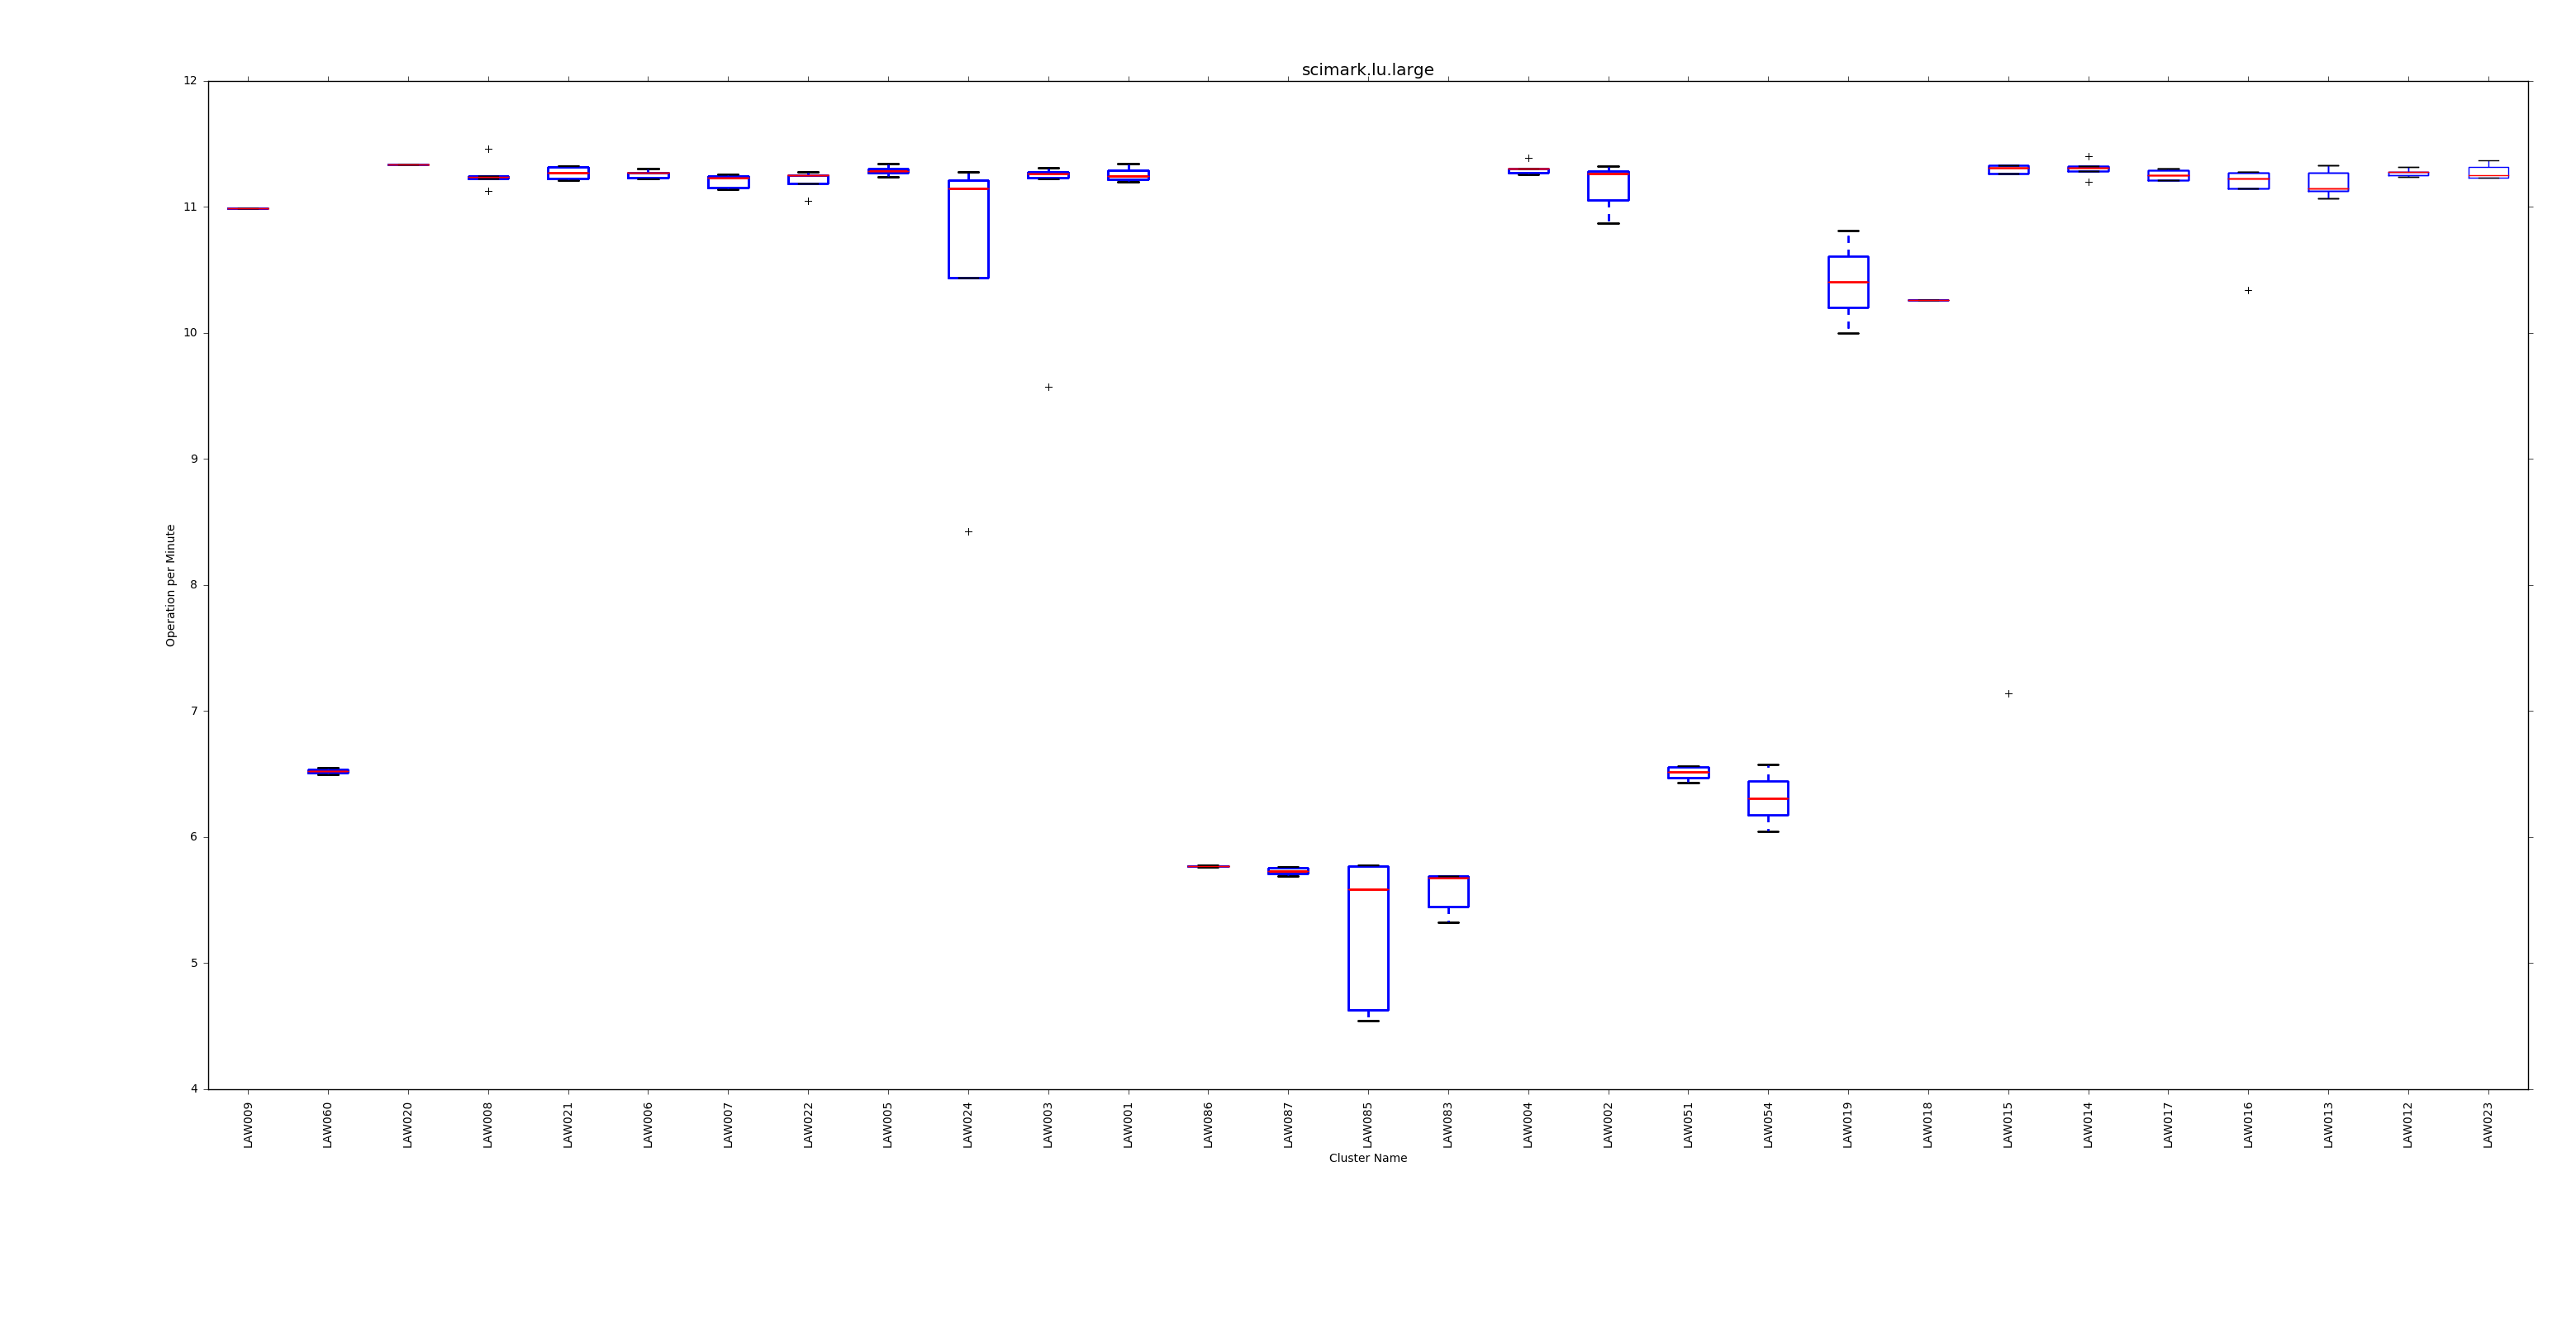 scimark.lu.large
12
11
10
9
8
7
6
5
4
Operation per Minute
LAW009
LAW060
LAW020
LAW008
LAW021
LAW006
LAW007
LAW022
LAW005
LAW024
LAW003
LAW001
LAW086
LAW087
LAW085
LAW083
LAW004
LAW002
LAW051
LAW054
LAW019
LAW018
LAW015
LAW014
LAW017
LAW016
LAW013
LAW012
LAW023
Cluster Name